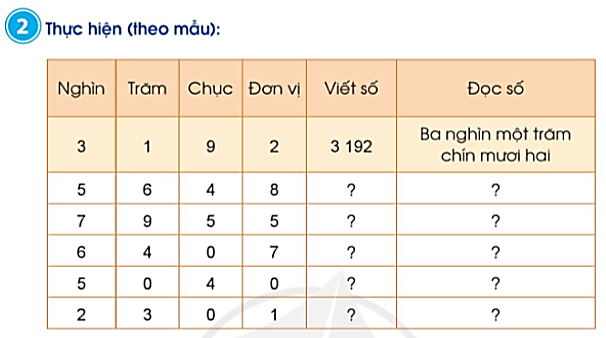 2 Thực hiện (theo mẫu):
Nghìn Trăm Chục Đơn vị Viết số Đọc số
3 1 9 2 3 192 Ba nghìn một trăm
chín mươi hai
5 6 4 8 ? ?
7 9 5 5 ? ?
6 4 0 7 ? ?
5 0 4 0 ? ?
2 3 0 1 ? ?